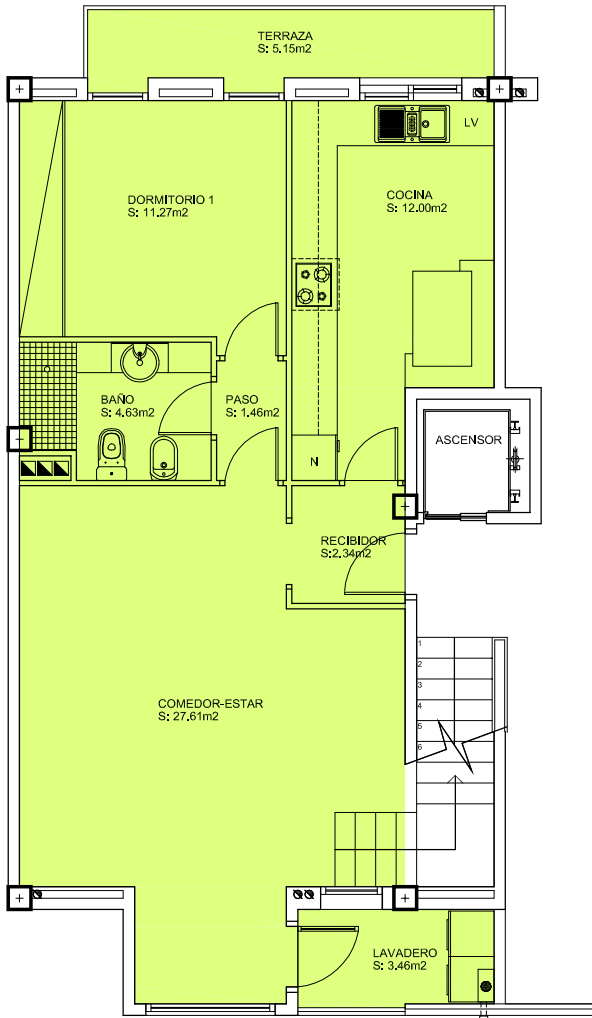 TERRAZA
S: 5.15m2
LV
DORMITORIO 1
S: 11.27m2
COCINA
S: 12.00m2
BAÑO
S: 4.63m2
PASO
S: 1.46m2
ASCENSOR
N
RECIBIDOR
S:2.34m2
1
2
3
4
5
6
COMEDOR-ESTAR
S: 27.61m2
LAVADERO
S: 3.46m2